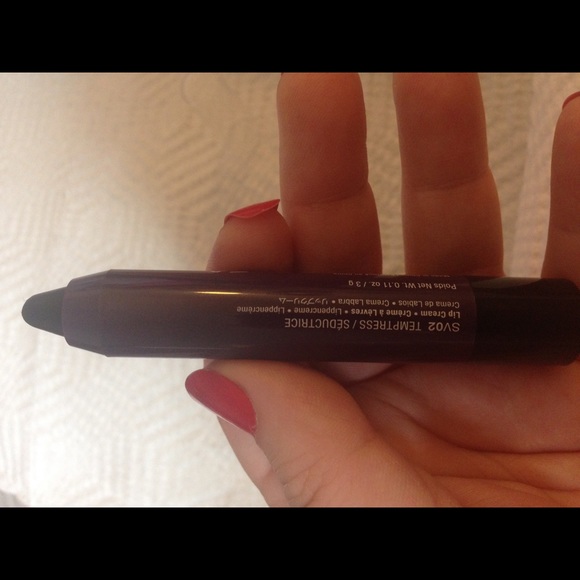 SV02 TEMPTRESS / SÉDUCTRICE
Lip Cream • Crème à Lèvres • Lippencreme • Lippencrème
Crema de Labios • Crema Labbra • リップクリーム
Poids Net Wt. 0.11 oz / 3 g